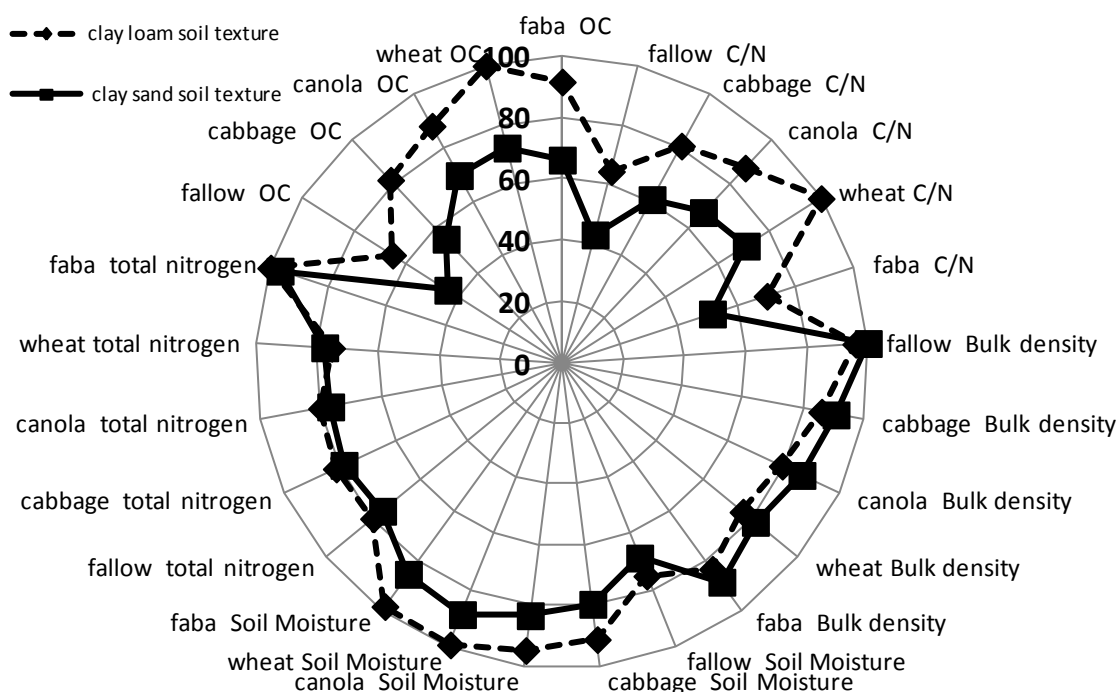 clay loam soil texture
clay sand soil texture
faba OC
fallow C/N
cabbage C/N
canola C/N
wheat C/N
faba C/N
fallow Bulk density
cabbage Bulk density
canola Bulk density
wheat Bulk density
faba Bulk density
fallow Soil Moisture
cabbage Soil Moisture
canola Soil Moisture
wheat Soil Moisture
faba Soil Moisture
fallow total nitrogen
cabbage total nitrogen
canola total nitrogen
wheat total nitrogen
faba total nitrogen
fallow OC
cabbage OC
canola OC
wheat OC
100
80
60
40
20
0